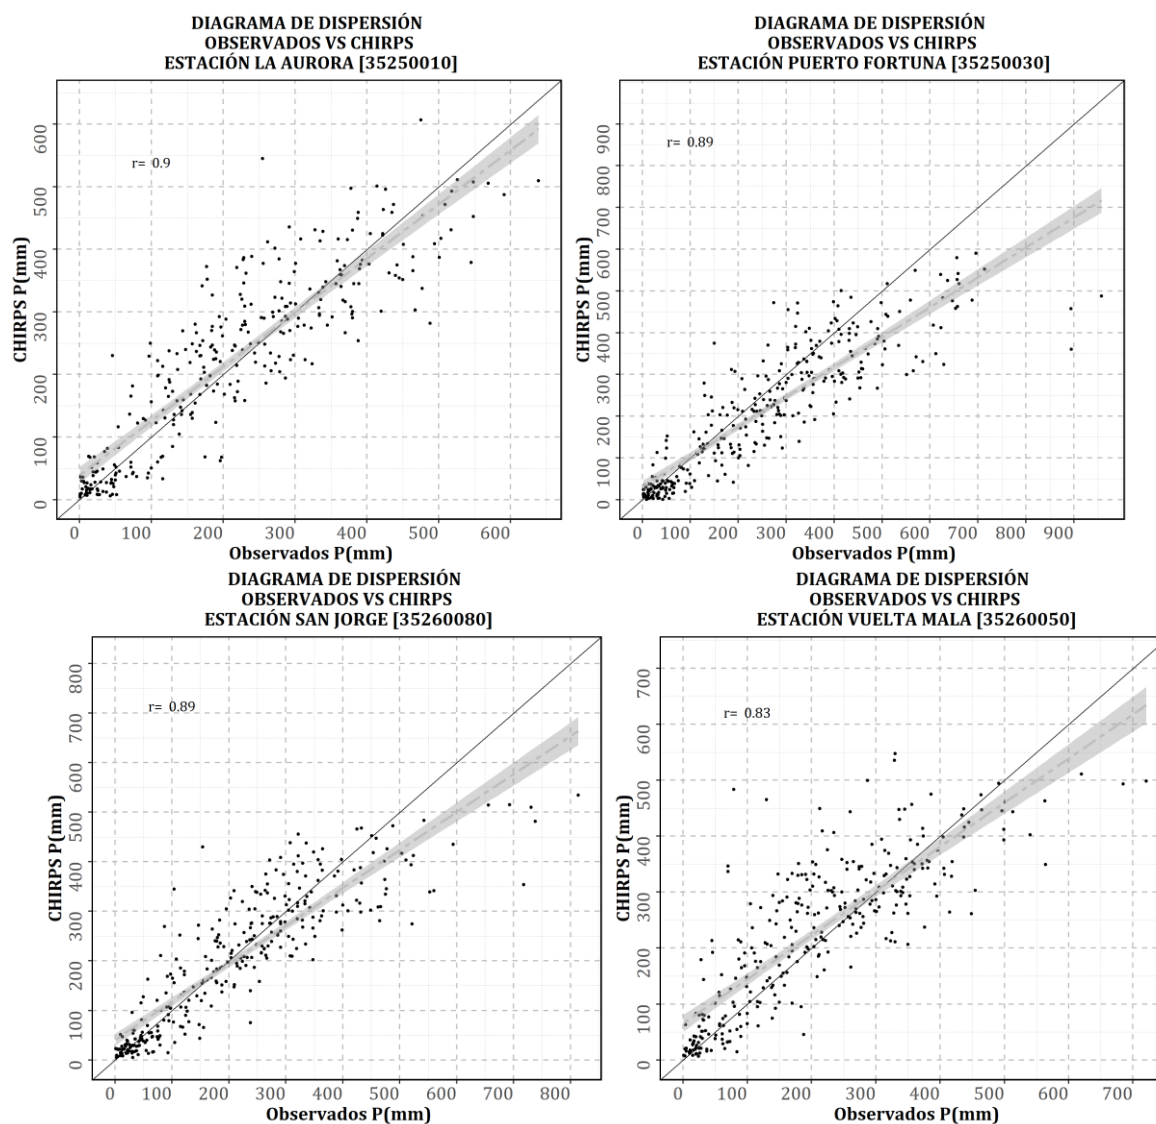 DIAGRAMA DE DISPERSIÓN
OBSERVADOS VS CHIRPS
ESTACIÓN LA AURORA [35250010]
r= 0.9
CHIRPS P(mm)
600
500
400
300
200
100
0
0 100 200 300 400 500 600
Observados P(mm)
DIAGRAMA DE DISPERSIÓN
OBSERVADOS VS CHIRPS
ESTACIÓN PUERTO FORTUNA [35250030]
r= 0.89
CHIRPS P(mm)
900
800
700
600
500
400
300
200
100
0
0 100 200 300 400 500 600 700 800 900
Observados P(mm)
DIAGRAMA DE DISPERSIÓN
OBSERVADOS VS CHIRPS
ESTACIÓN SAN JORGE [35260080]
r= 0.89
CHIRPS P(mm)
800
700
600
500
400
300
200
100
0
0 100 200 300 400 500 600 700 800
Observados P(mm)
DIAGRAMA DE DISPERSIÓN
OBSERVADOS VS CHIRPS
ESTACIÓN VUELTA MALA [35260050]
r= 0.83
CHIRPS P(mm)
700
600
500
400
300
200
100
0
0 100 200 300 400 500 600 700
Observados P(mm)